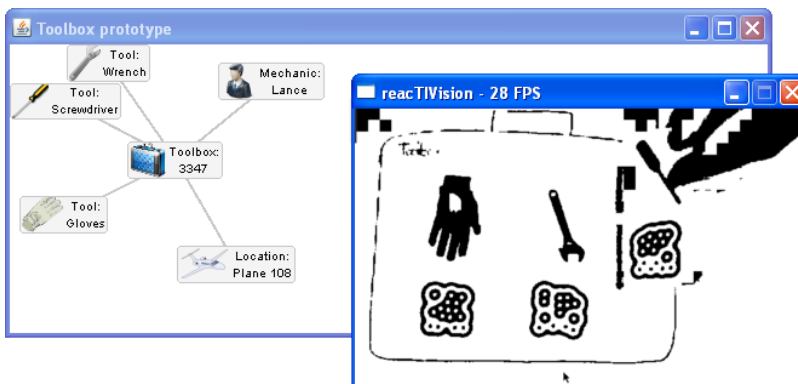 Toolbox prototype
Tool:
Wrench
Mechanic:
Lance
Tool:
Screwdriver
Toolbox:
3347
Tool:
Gloves
Location:
Plane 108
reacTIVision - 28 FPS